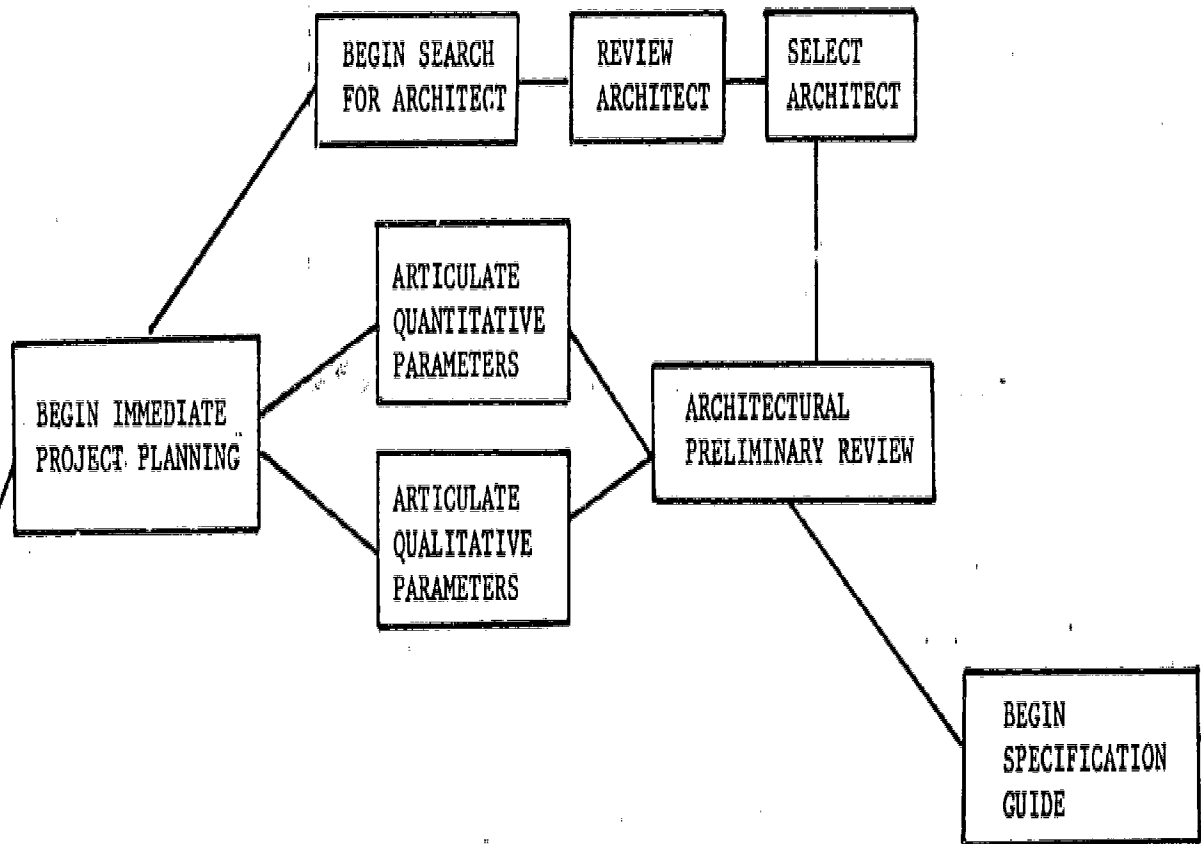 BEGIN SEARCH
FOR ARCHITECT
REVIEW
ARCHITECT
SELECT
ARCHITECT
ARTICULATE
QUANTITATIVE
PARAMETERS
BEGIN IMMEDIATE
PROJECT PLANNING
ARCHITECTURAL
PRELIMINARY REVIEW
ARTICULATE
QUALITATIVE
PARAMETERS
BEGIN
SPECIFICATION
GUIDE